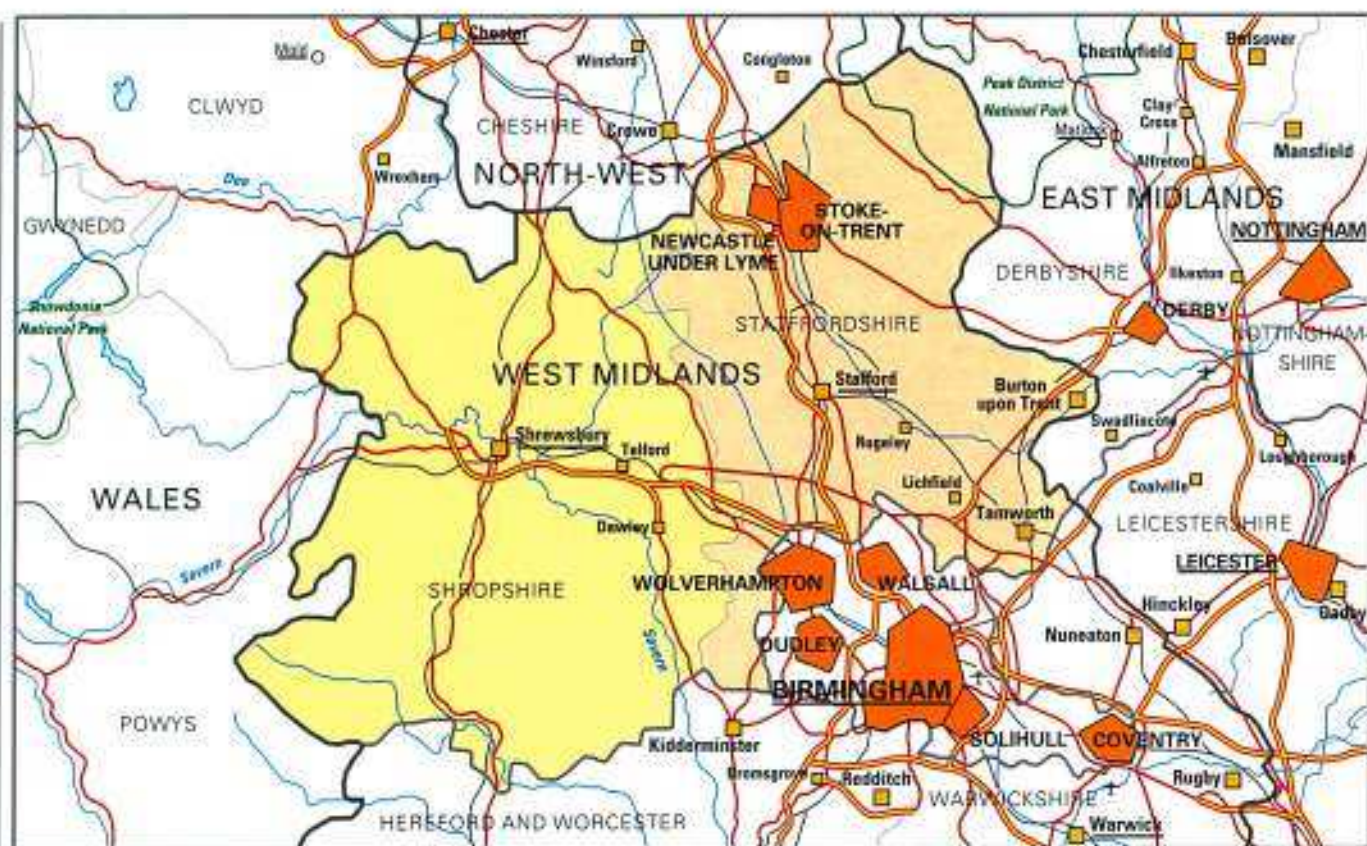 Chester
Mold
Winsford
Congleton
Chesterfield
Bolsover
CLWYD
Peak District
National Park
Clay
Cross
CHESHIRE
Crewe
Matlock
Mansfield
Alfreton
NORTH-WEST
Wrexham
Dee
EAST MIDLANDS
STOKE-
ON-TRENT
GWYNEDD
NEWCASTLE
UNDER LYME
NOTTINGHAM
DERBYSHIRE
Ilkeston
Snowdonia
National Park
DERBY
STAFFORDSHIRE
NOTTINGHAM-
SHIRE
WEST MIDLANDS
Stafford
Burton
upon Trent
Swadlincote
Shrewsbury
Rugeley
Telford
Loughborough
Lichfield
Coalville
WALES
Tamworth
Dawley
LEICESTERSHIRE
LEICESTER
Severn
WOLVERHAMPTON
WALSALL
SHROPSHIRE
Hinckley
Oadby
Nuneaton
Severn
DUDLEY
BIRMINGHAM
POWYS
Kidderminster
SOLIHULL
COVENTRY
Bromsgrove
Redditch
Rugby
WARWICKSHIRE
HEREFORD AND WORCESTER
Warwick